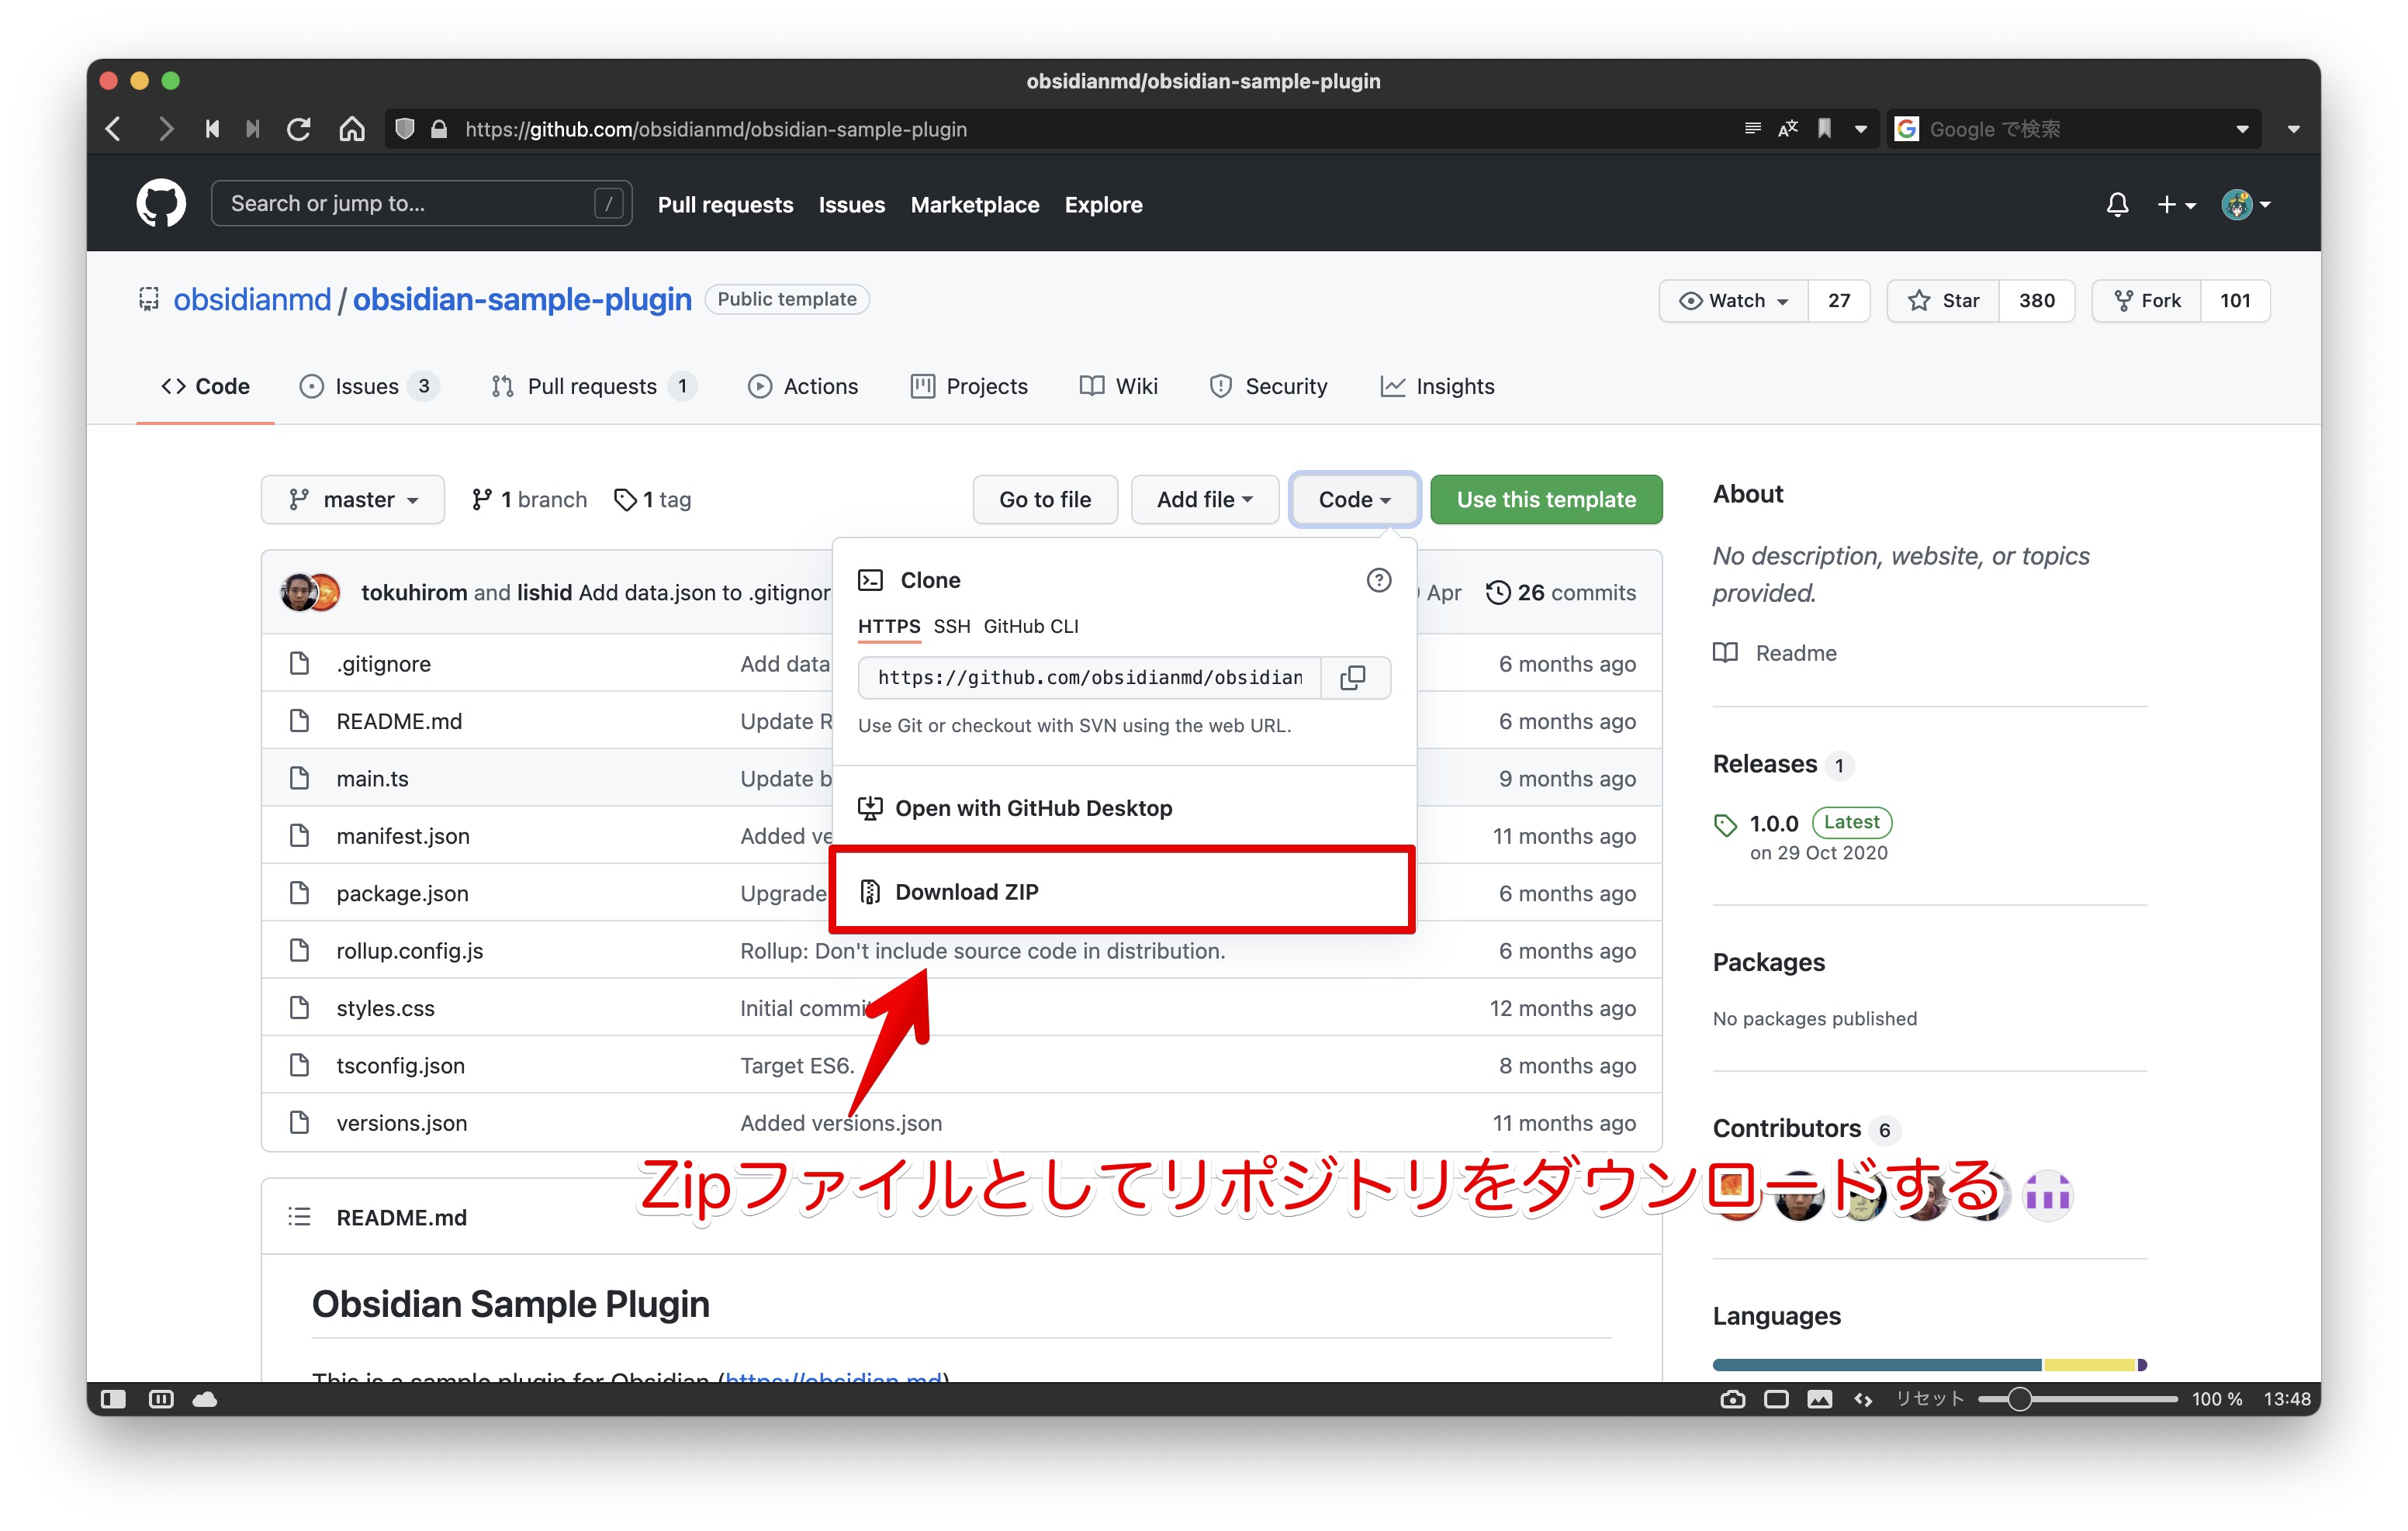 obsidianmd/obsidian-sample-plugin
https://github.com/obsidianmd/obsidian-sample-plugin
Google で検索
Search or jump to...
/
Pull requests
Issues
Marketplace
Explore
obsidianmd / obsidian-sample-plugin
Public template
Watch
27
Star
380
Fork
101
Code
Issues 3
Pull requests 1
Actions
Projects
Wiki
Security
Insights
master
1 branch
1 tag
Go to file
Add file
Code
Use this template
tokuhirom and lishid Add data.json to .gitignor
Apr
26 commits
Clone
HTTPS SSH GitHub CLI
https://github.com/obsidianmd/obsidian
Use Git or checkout with SVN using the web URL.
Open with GitHub Desktop
Download ZIP
.gitignore Add data 6 months ago
README.md Update R 6 months ago
main.ts Update b 9 months ago
manifest.json Added ve 11 months ago
package.json Upgrade 6 months ago
rollup.config.js Rollup: Don't include source code in distribution. 6 months ago
styles.css Initial commit 12 months ago
tsconfig.json Target ES6. 8 months ago
versions.json Added versions.json 11 months ago
Zipファイルとしてリポジトリをダウンロードする
README.md
Obsidian Sample Plugin
This is a sample plugin for Obsidian (https://obsidian.md)
About
No description, website, or topics
provided.
Readme
Releases 1
1.0.0 Latest
on 29 Oct 2020
Packages
No packages published
Contributors 6
Languages
リセット
100 %
13:48